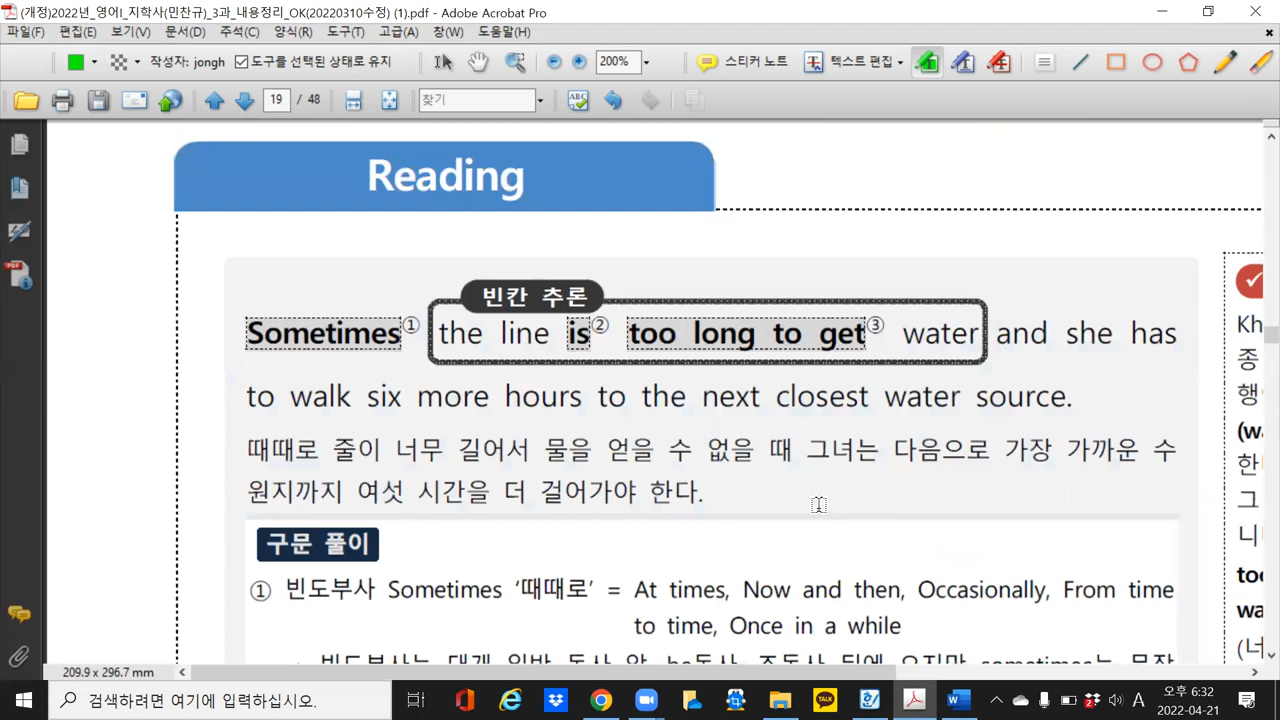 (개정)2022년_영어I_지학사(민찬규)_3과_내용정리_OK(20220310수정) (1).pdf - Adobe Acrobat Pro
파일(F) 편집(E) 보기(V) 문서(D) 주석(C) 양식(R) 도구(T) 고급(A) 창(W) 도움말(H)
작성자: jongh 도구를 선택된 상태로 유지 200% 스티커 노트 텍스트 편집
19 / 48 찾기
Reading
빈칸 추론
Sometimes① the line is② too long to get③ water and she has
to walk six more hours to the next closest water source.
때때로 줄이 너무 길어서 물을 얻을 수 없을 때 그녀는 다음으로 가장 가까운 수
원지까지 여섯 시간을 더 걸어가야 한다.
구문 풀이
① 빈도부사 Sometimes '때때로' = At times, Now and then, Occasionally, From time
to time, Once in a while
Kh
종
행
(w
한
그
니
too
wa
(너
209.9 x 296.7 mm
검색하려면 여기에 입력하십시오.
TALK
A
오후 6:32
2022-04-21